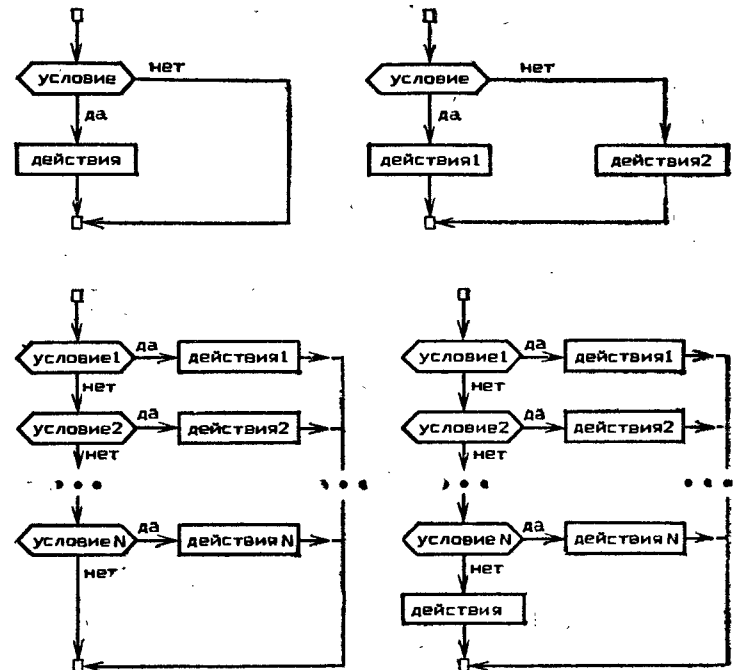 условие
нет
да
действия
условие
нет
да
действия1
действия2
условие1
да
действия1
нет
условие2
да
действия2
нет
условие N
да
действия N
нет
условие1
да
действия1
нет
условие2
да
действия2
нет
условие N
да
действия N
нет
действия